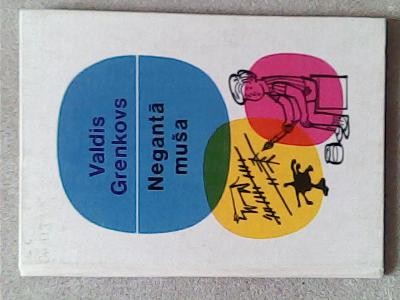 Valdis
Grenkovs
Negantā
muša